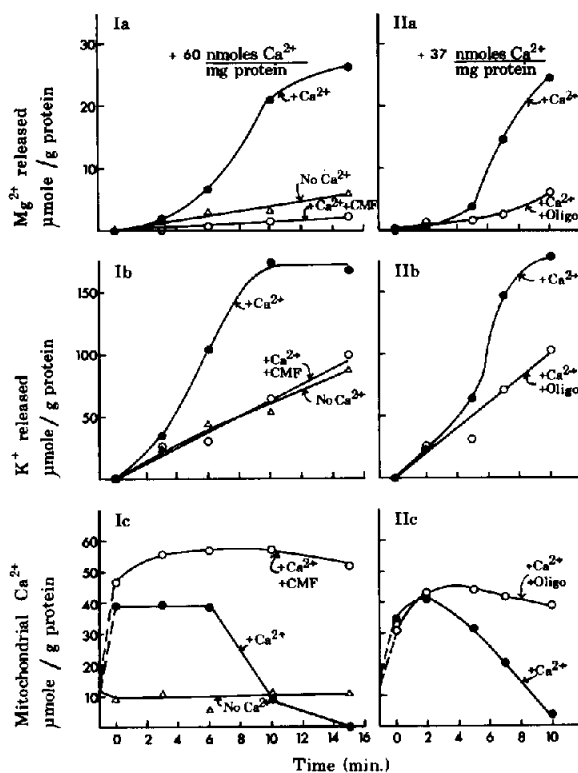 Ia
+ 60 nmoles Ca2+
mg protein
IIa
+ 37 nmoles Ca2+
mg protein
Mg2+ released
μmole / g protein
30
20
10
0
+Ca2+
No Ca2+
+Ca2+ +CMF
+Ca2+
+Ca2+
+Oligo
Ib
IIb
K+ released
μmole / g protein
150
100
50
+Ca2+
+Ca2+
+CMF
No Ca2+
+Ca2+
+Ca2+
+Oligo
Ic
IIc
Mitochondrial Ca2+
μmole / g protein
60
50
40
30
20
10
0
+Ca2+
+CMF
+Ca2+
No Ca2+
+Ca2+
+Oligo
+Ca2+
0 2 4 6 8 10 12 14 16
0 2 4 6 8 10
Time (min.)